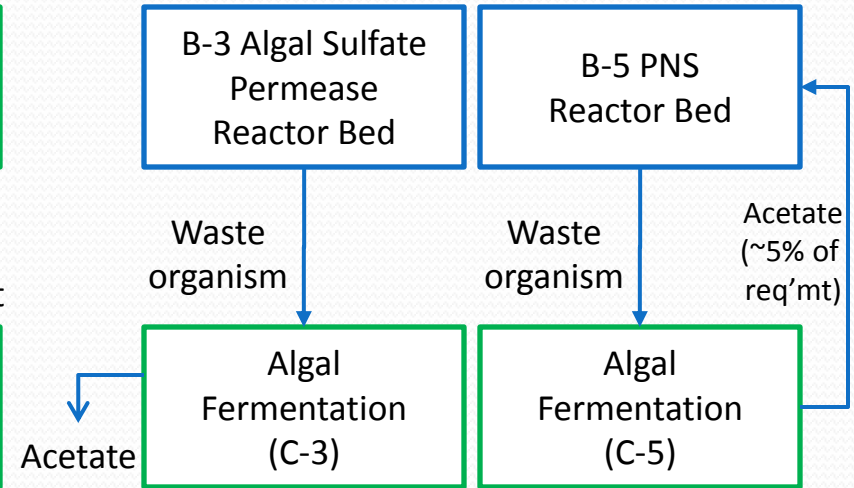 B-3 Algal Sulfate
Permease
Reactor Bed
B-5 PNS
Reactor Bed
Waste
organism
Waste
organism
Acetate
(~5% of
req’mt)
t
Algal
Fermentation
(C-3)
Algal
Fermentation
(C-5)
Acetate